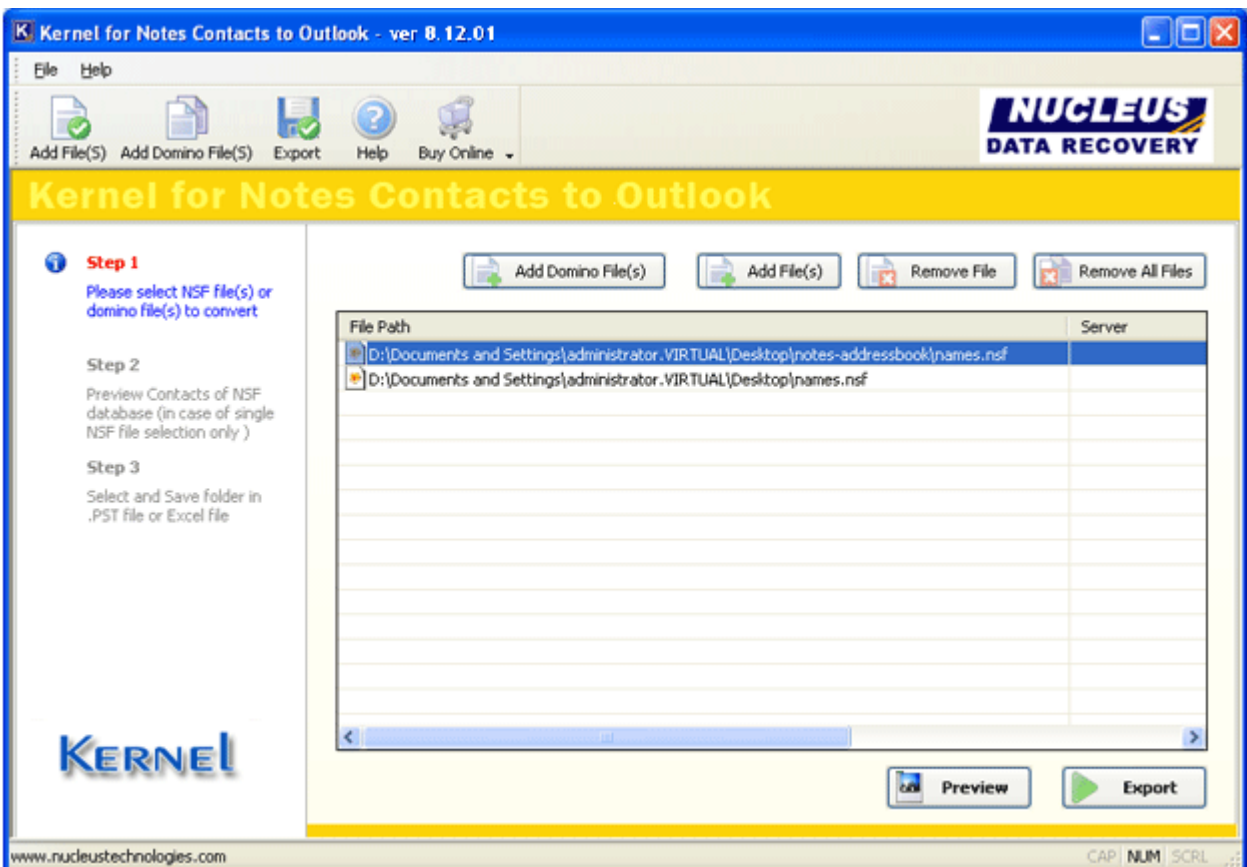 Kernel for Notes Contacts to Outlook - ver 8.12.01
File Help
Add File(S) Add Domino File(S) Export Help Buy Online
NUCLEUS
DATA RECOVERY
Kernel for Notes Contacts to Outlook
Step 1
Please select NSF file(s) or
domino file(s) to convert
Step 2
Preview Contacts of NSF
database (in case of single
NSF file selection only )
Step 3
Select and Save folder in
.PST file or Excel file
KERNEl
Add Domino File(s) Add File(s) Remove File Remove All Files
File Path Server
D:\Documents and Settings\administrator.VIRTUAL\Desktop\notes-addressbook\names.nsf
D:\Documents and Settings\administrator.VIRTUAL\Desktop\names.nsf
Preview Export
www.nucleustechnologies.com CAP NUM SCRL